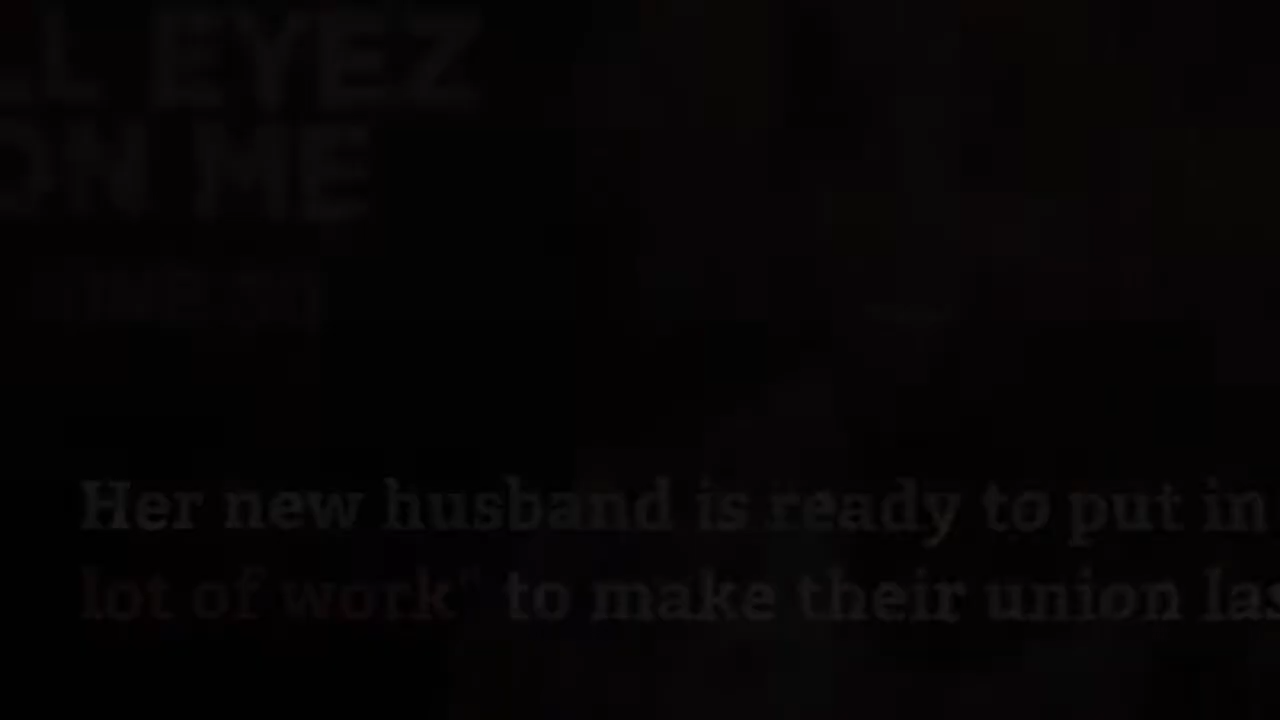 LL EYEZ
ON ME
Her new husband is ready to put in
lot of work" to make their union las